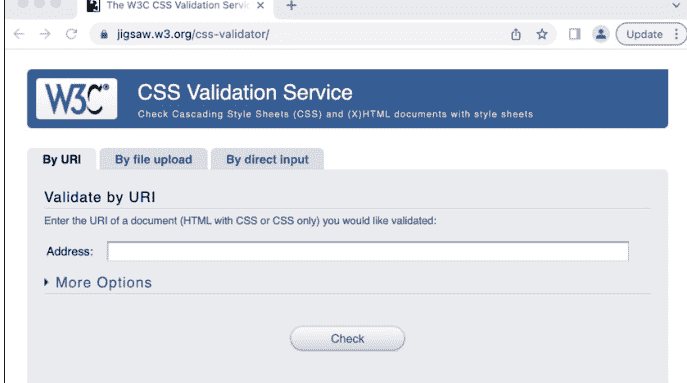 The W3C CSS Validation Servic
jigsaw.w3.org/css-validator/
Update
W3C
CSS Validation Service
Check Cascading Style Sheets (CSS) and (X)HTML documents with style sheets
By URI By file upload By direct input
Validate by URI
Enter the URI of a document (HTML with CSS or CSS only) you would like validated:
Address:
More Options
Check